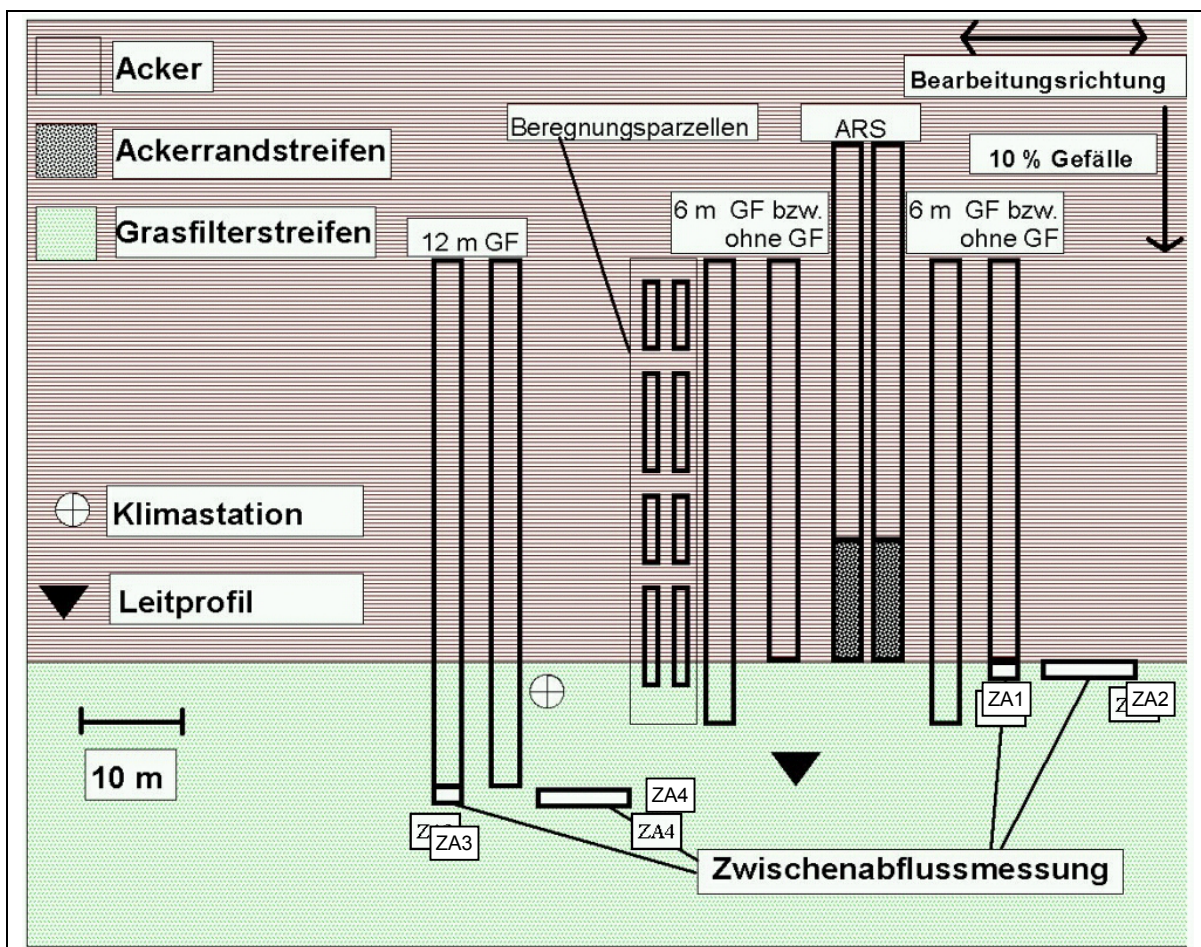 Acker
Ackerrandstreifen
Grasfilterstreifen
Bearbeitungsrichtung
10 % Gefälle
Beregnungsparzellen
ARS
6 m GF bzw.
ohne GF
6 m GF bzw.
ohne GF
12 m GF
Klimastation
Leitprofil
10 m
ZA1
ZA2
ZA4
ZA4
ZA3
Zwischenabflussmessung